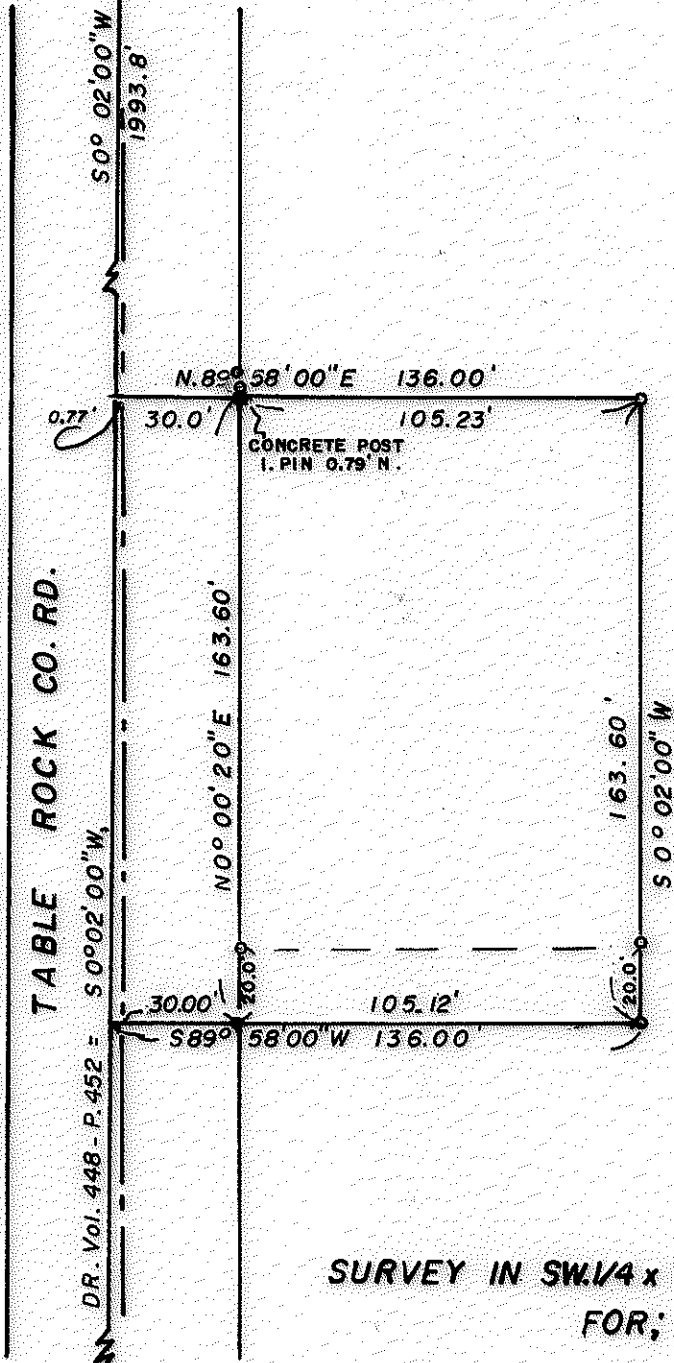 S0° 02'00"W
1993.8'
N.89° 58'00"E 136.00'
0.77' 30.0' 105.23'
CONCRETE POST
I. PIN 0.79' N.
TABLE ROCK CO. RD.
N0° 00' 20" E 163.60'
163.60'
S 0° 02'00" W
DR. Vol. 448 - P. 452 = S 0°02'00"W,
20.0'
20.0'
30.00' 105.12'
S89° 58'00"W 136.00'
SURVEY IN SW.1/4 x
FOR;